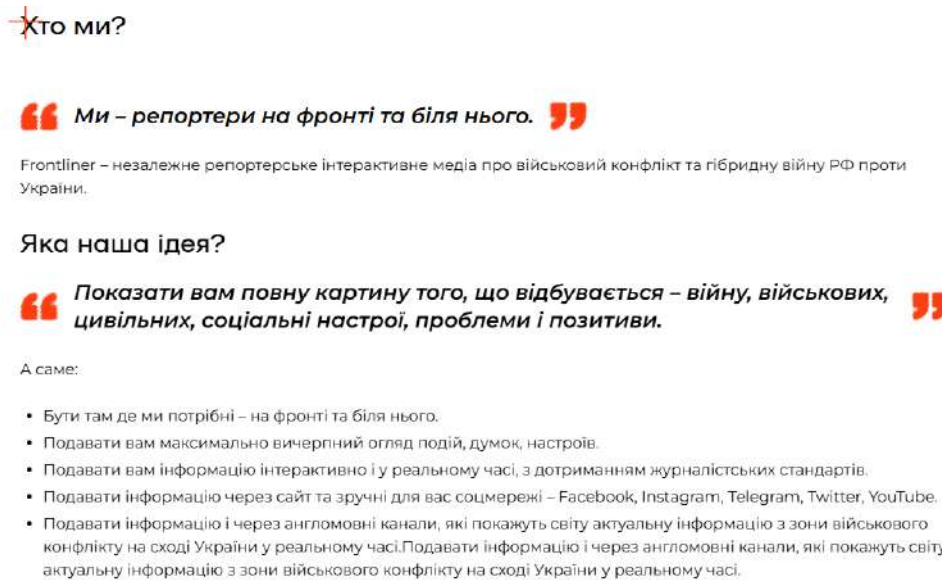 Хто ми?
Ми – репортери на фронті та біля нього.
Frontliner – незалежне репортерське інтерактивне медіа про військовий конфлікт та гібридну війну РФ проти
України.
Яка наша ідея?
Показати вам повну картину того, що відбувається – війну, військових,
цивільних, соціальні настрої, проблеми і позитиви.
А саме:
• Бути там де ми потрібні – на фронті та біля нього.
• Подавати вам максимально вичерпний огляд подій, думок, настроїв.
• Подавати вам інформацію інтерактивно і у реальному часі, з дотриманням журналістських стандартів.
• Подавати інформацію через сайт та зручні для вас соцмережі – Facebook, Instagram, Telegram, Twitter, YouTube.
• Подавати інформацію і через англомовні канали, які покажуть світу актуальну інформацію з зони військового
конфлікту на сході України у реальному часі.Подавати інформацію і через англомовні канали, які покажуть світу
актуальну інформацію з зони військового конфлікту на сході України у реальному часі.